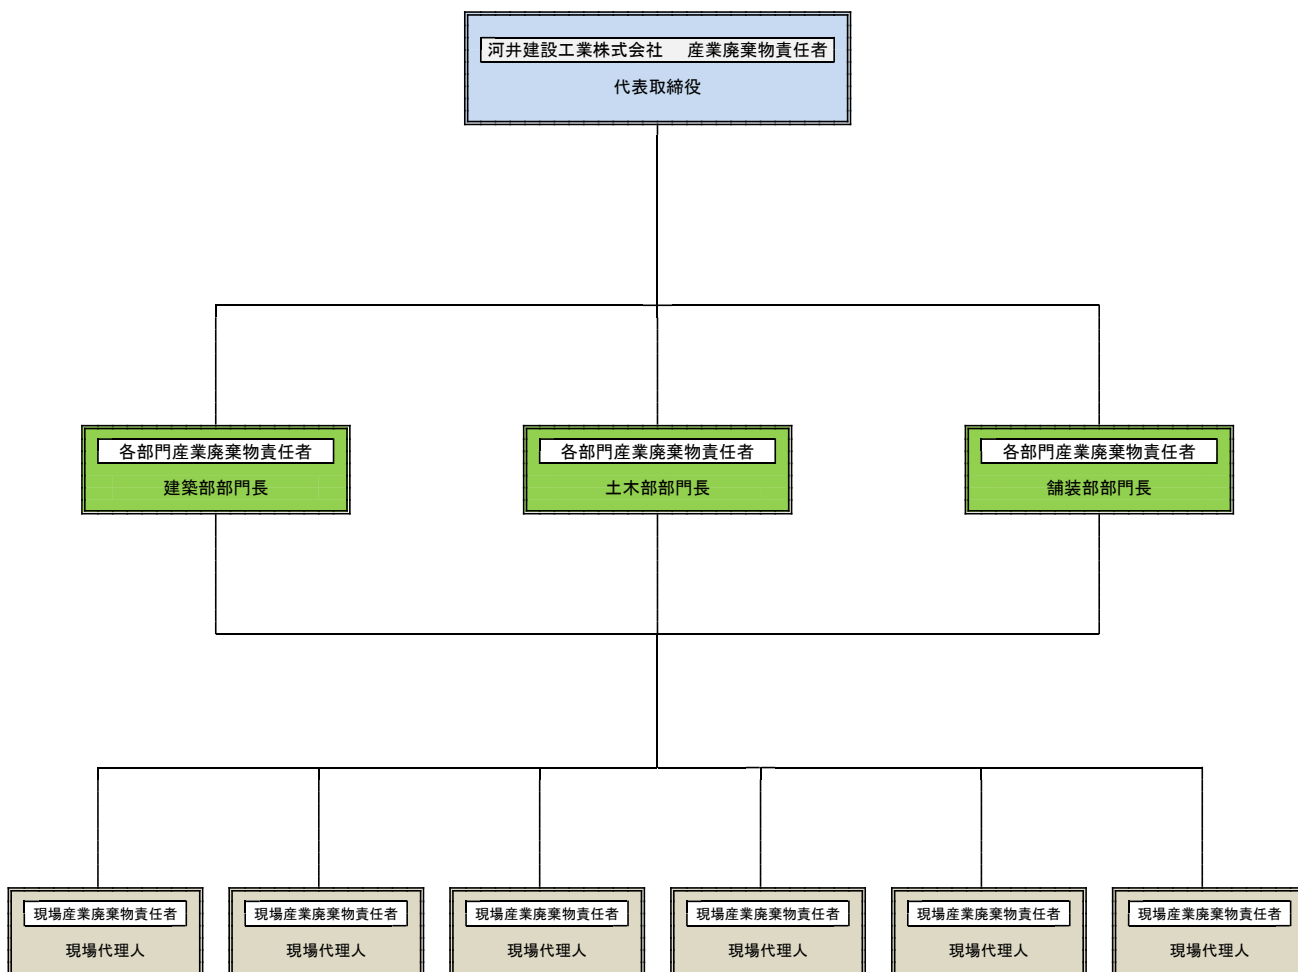 河井建設工業株式会社　産業廃棄物責任者
代表取締役
各部門産業廃棄物責任者
建築部部門長
各部門産業廃棄物責任者
土木部部門長
各部門産業廃棄物責任者
舗装部部門長
現場産業廃棄物責任者
現場代理人
現場産業廃棄物責任者
現場代理人
現場産業廃棄物責任者
現場代理人
現場産業廃棄物責任者
現場代理人
現場産業廃棄物責任者
現場代理人
現場産業廃棄物責任者
現場代理人